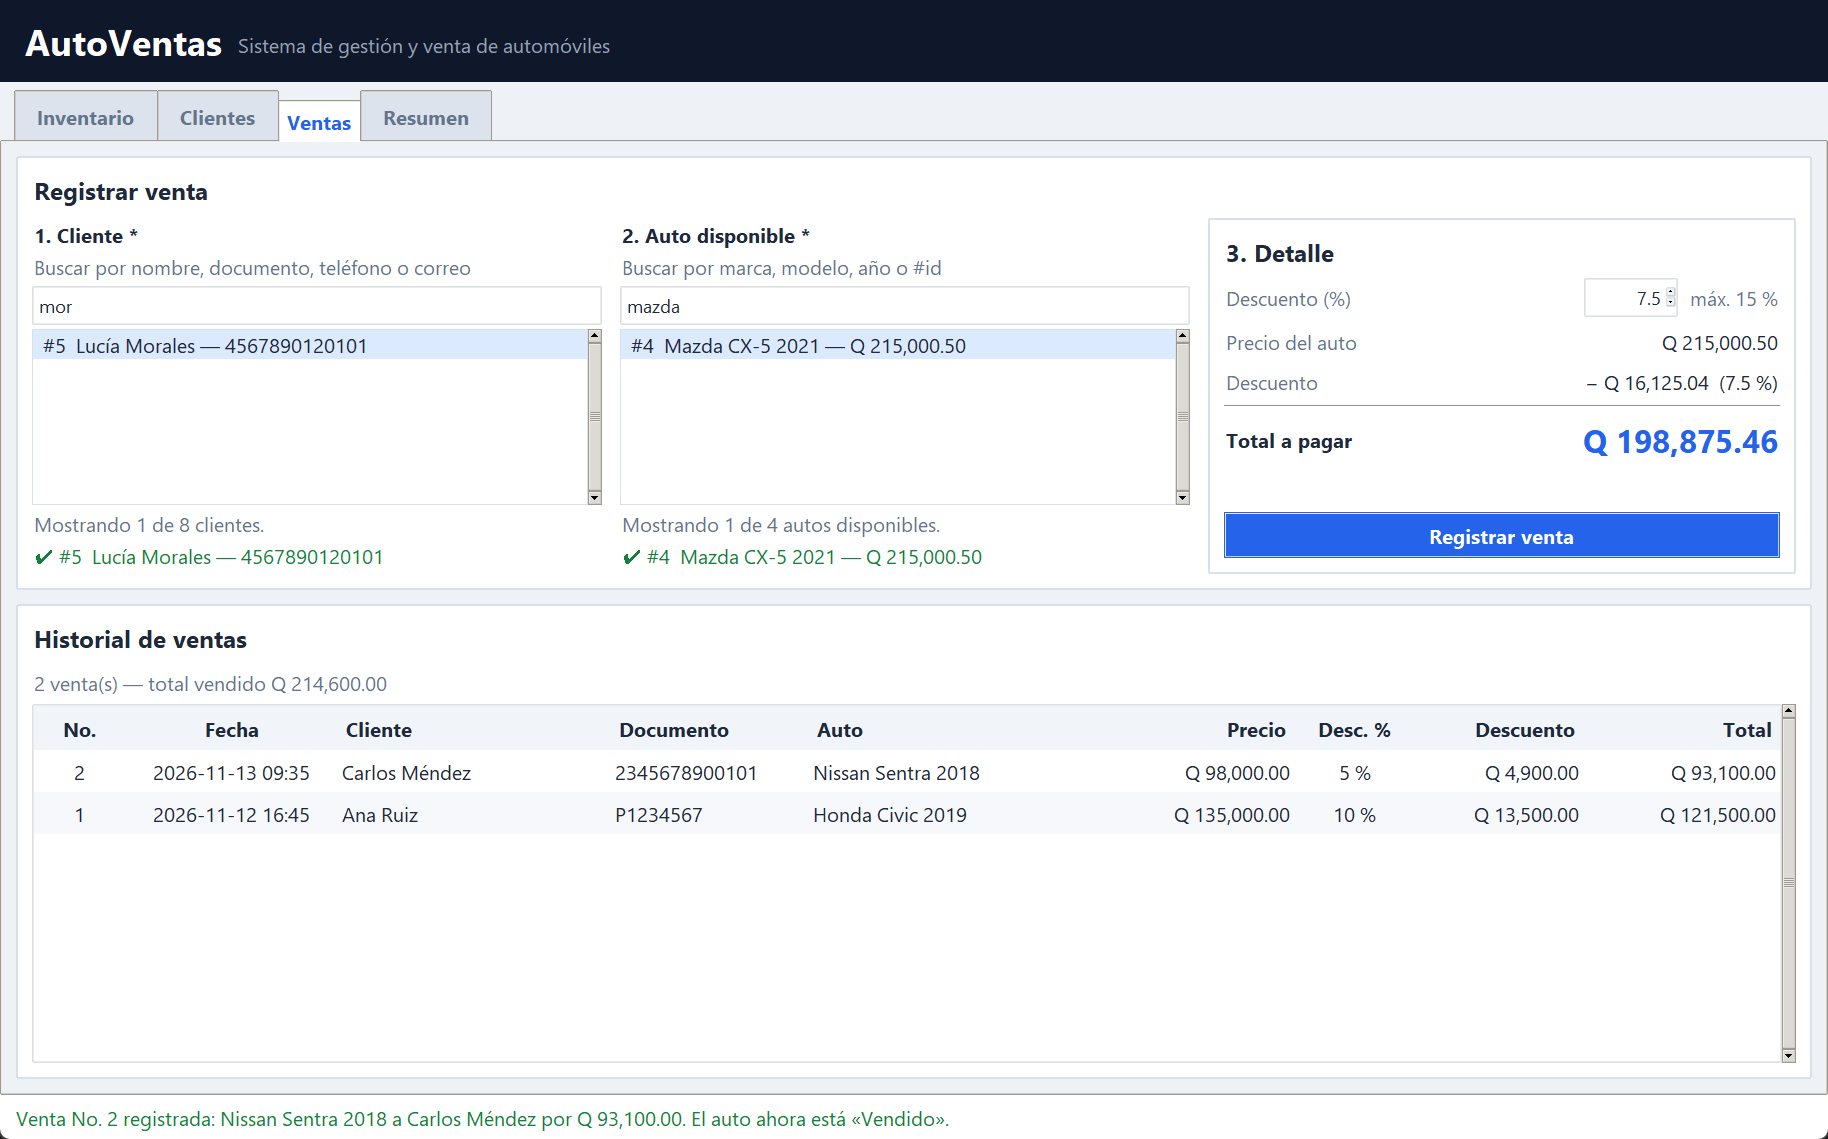 AutoVentas Sistema de gestión y venta de automóviles
Inventario Clientes Ventas Resumen
Registrar venta
1. Cliente *
Buscar por nombre, documento, teléfono o correo
mor
#5 Lucía Morales — 4567890120101
Mostrando 1 de 8 clientes.
✔ #5 Lucía Morales — 4567890120101
2. Auto disponible *
Buscar por marca, modelo, año o #id
mazda
#4 Mazda CX-5 2021 — Q 215,000.50
Mostrando 1 de 4 autos disponibles.
✔ #4 Mazda CX-5 2021 — Q 215,000.50
3. Detalle
Descuento (%) 7.5 máx. 15 %
Precio del auto Q 215,000.50
Descuento − Q 16,125.04 (7.5 %)
Total a pagar Q 198,875.46
Registrar venta
Historial de ventas
2 venta(s) — total vendido Q 214,600.00
No. Fecha Cliente Documento Auto Precio Desc. % Descuento Total
2 2026-11-13 09:35 Carlos Méndez 2345678900101 Nissan Sentra 2018 Q 98,000.00 5 % Q 4,900.00 Q 93,100.00
1 2026-11-12 16:45 Ana Ruiz P1234567 Honda Civic 2019 Q 135,000.00 10 % Q 13,500.00 Q 121,500.00
Venta No. 2 registrada: Nissan Sentra 2018 a Carlos Méndez por Q 93,100.00. El auto ahora está «Vendido».